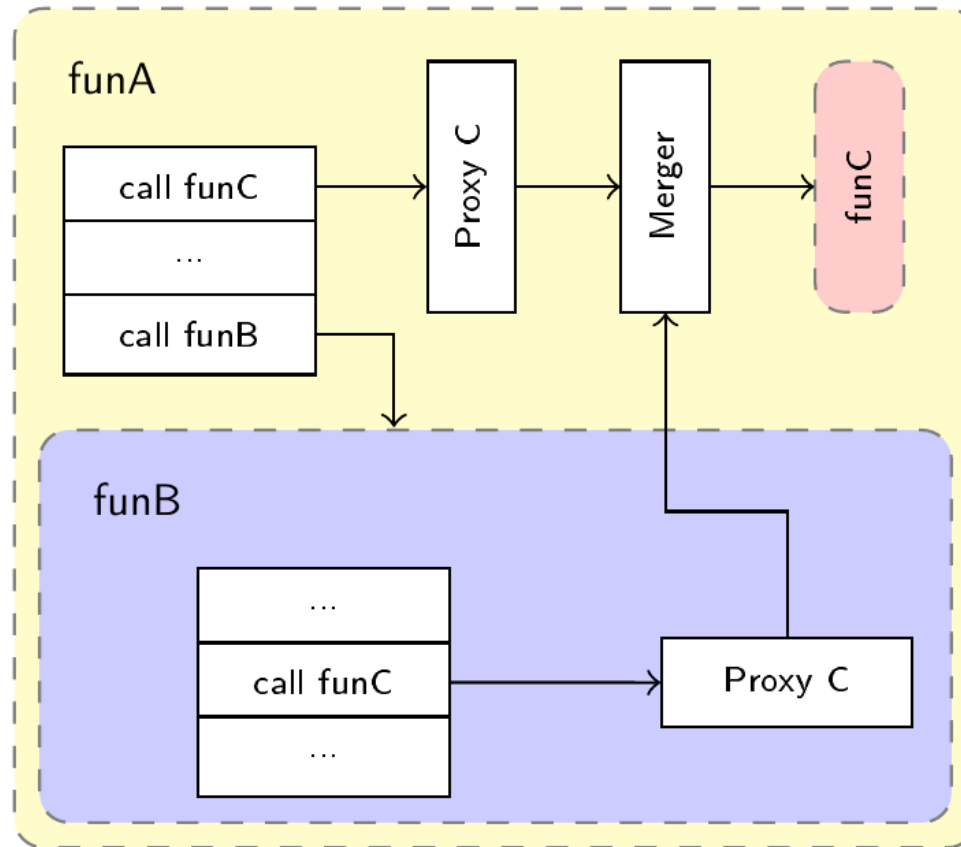 funA
call funC
...
call funB
Proxy C
Merger
funC
funB
...
call funC
...
Proxy C